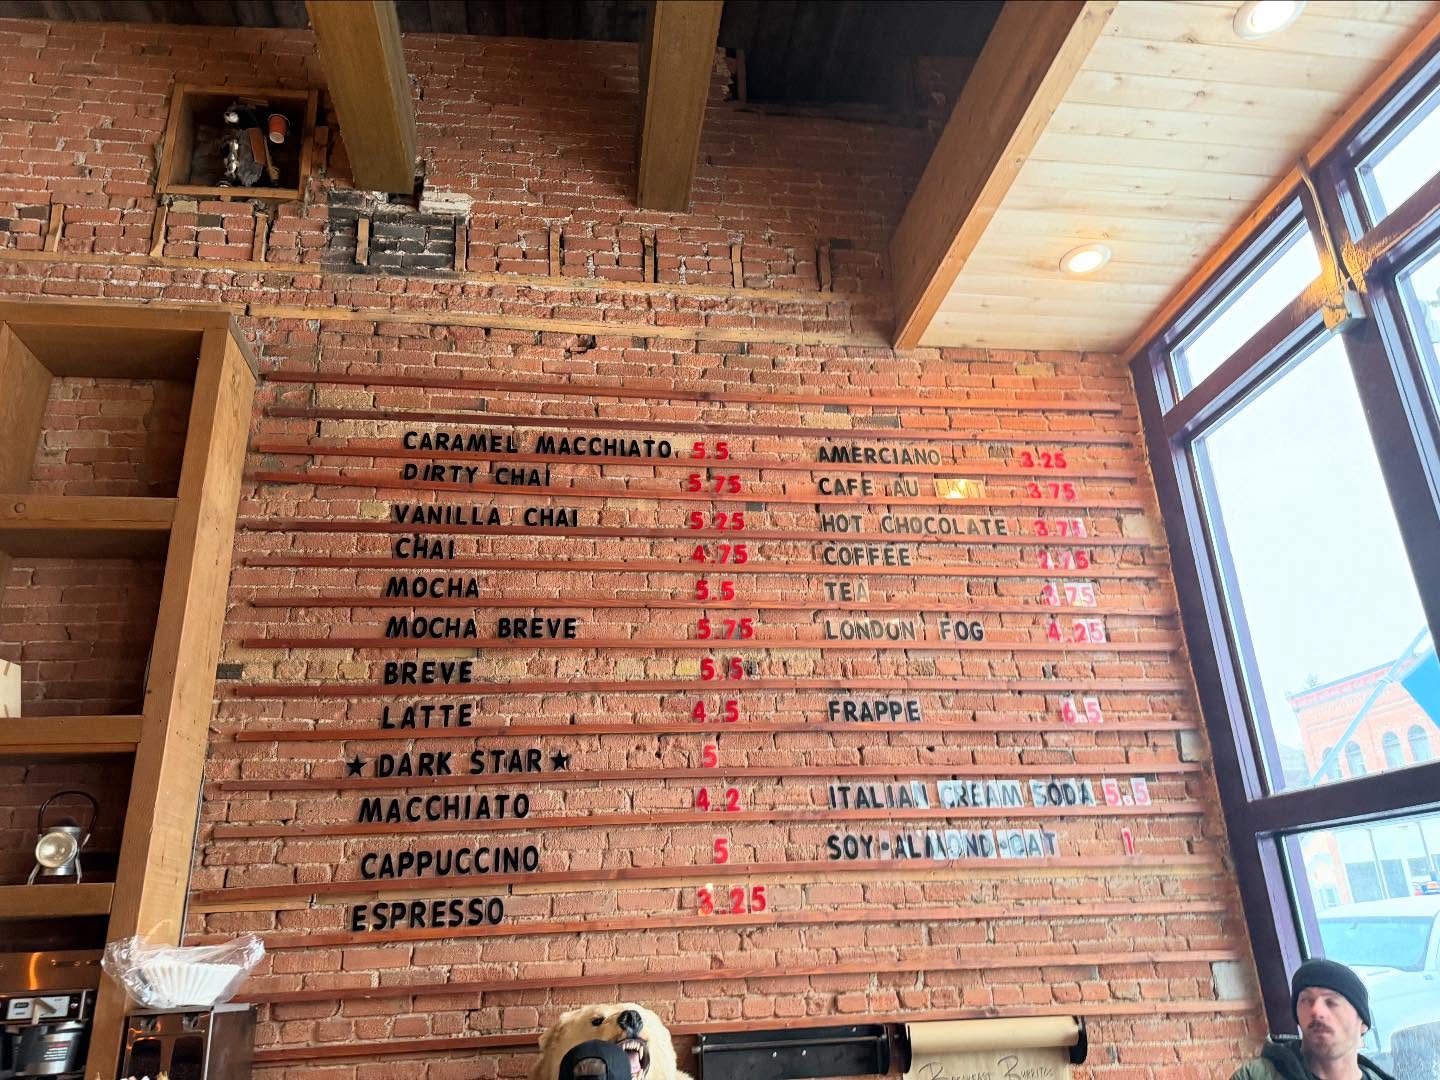 CARAMEL MACCHIATO 5.5
DIRTY CHAI 5.75
VANILLA CHAI 5.25
CHAI 4.75
MOCHA 5.5
MOCHA BREVE 5.75
BREVE 5.5
LATTE 4.5
★DARK STAR★ 5
MACCHIATO 4.2
CAPPUCCINO 5
ESPRESSO 3.25
AMERCIANO 3.25
CAFE AU LAIT 3.75
HOT CHOCOLATE 3.75
COFFEE 2.75
TEA 3.75
LONDON FOG 4.25
FRAPPE 6.5
ITALIAN CREAM SODA 5.5
SOY•ALMOND•OAT 1
BREAKFAST BURRITOS